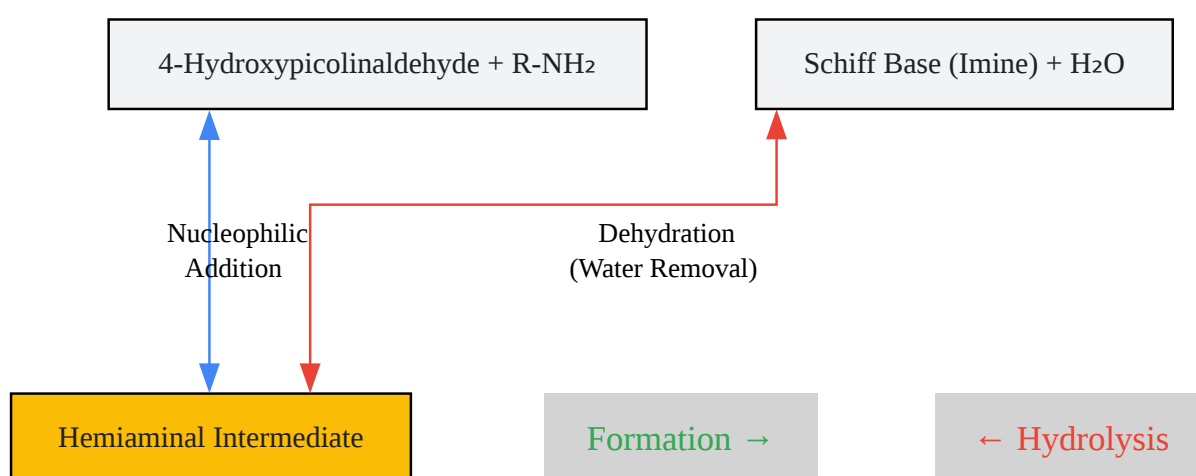 4-Hydroxypicolinaldehyde + R-NH₂
Schiff Base (Imine) + H₂O
Nucleophilic
Addition
Dehydration
(Water Removal)
Hemiaminal Intermediate
Formation →
← Hydrolysis